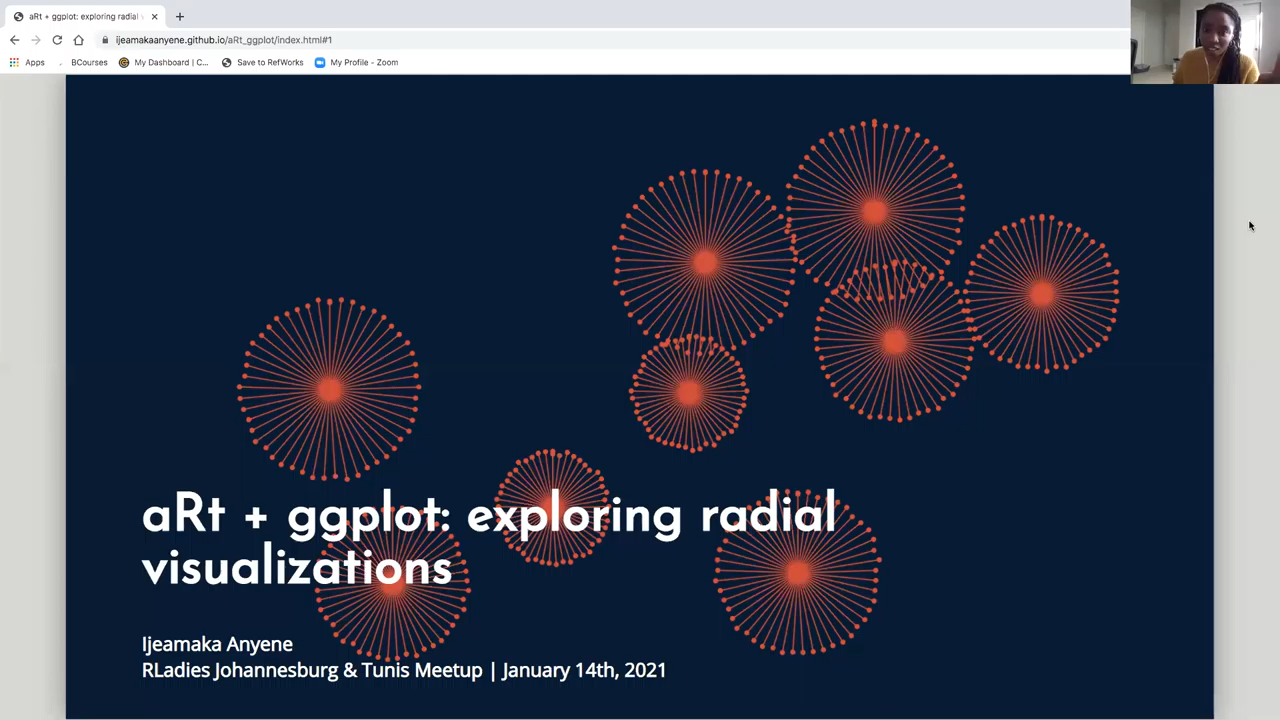 aRt + ggplot: exploring radial
ijeamakaanyene.github.io/aRt_ggplot/index.html#1
Apps BCourses My Dashboard | C... Save to RefWorks My Profile - Zoom
aRt + ggplot: exploring radial
visualizations
Ijeamaka Anyene
RLadies Johannesburg & Tunis Meetup | January 14th, 2021